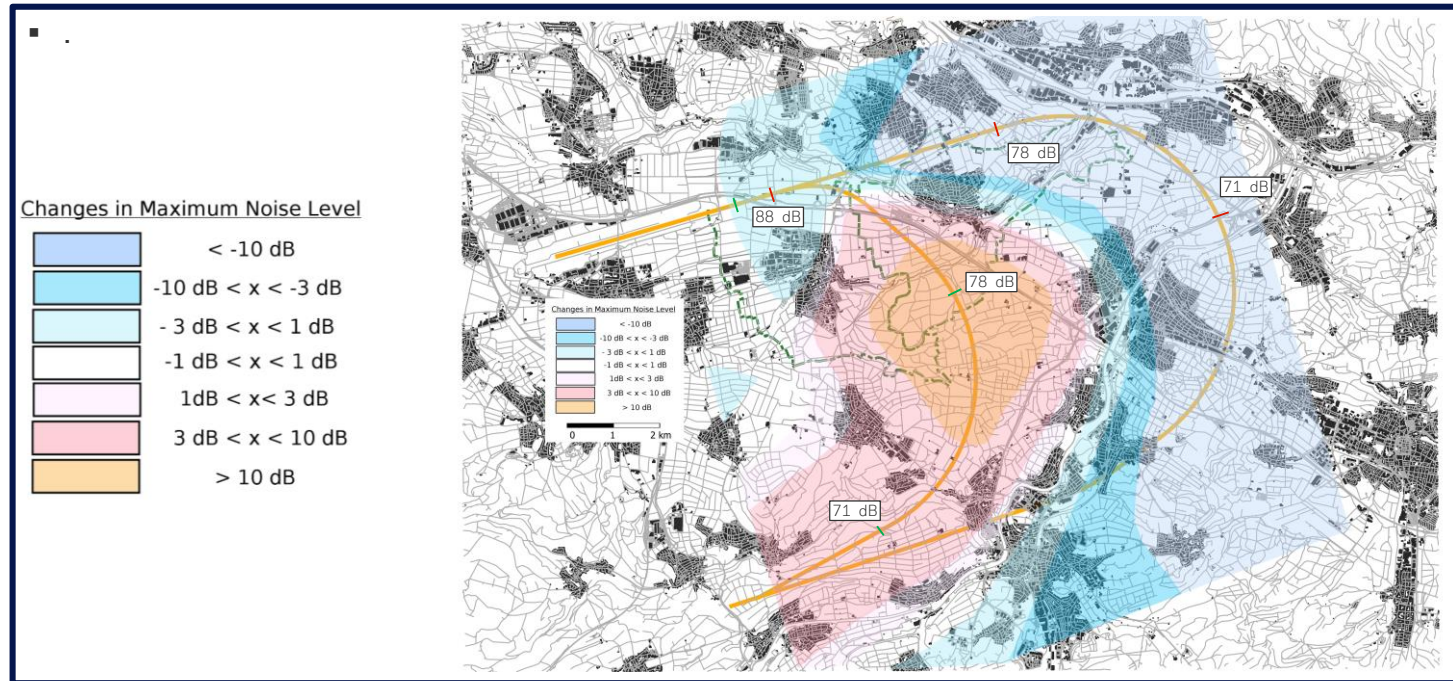 .
Changes in Maximum Noise Level
< -10 dB
-10 dB < x < -3 dB
- 3 dB < x < 1 dB
-1 dB < x < 1 dB
1dB < x< 3 dB
3 dB < x < 10 dB
> 10 dB
78 dB
71 dB
88 dB
78 dB
Changes in Maximum Noise Level
< -10 dB
-10 dB < x < -3 dB
- 3 dB < x < 1 dB
-1 dB < x < 1 dB
1dB < x< 3 dB
3 dB < x < 10 dB
> 10 dB
0 1 2 km
71 dB